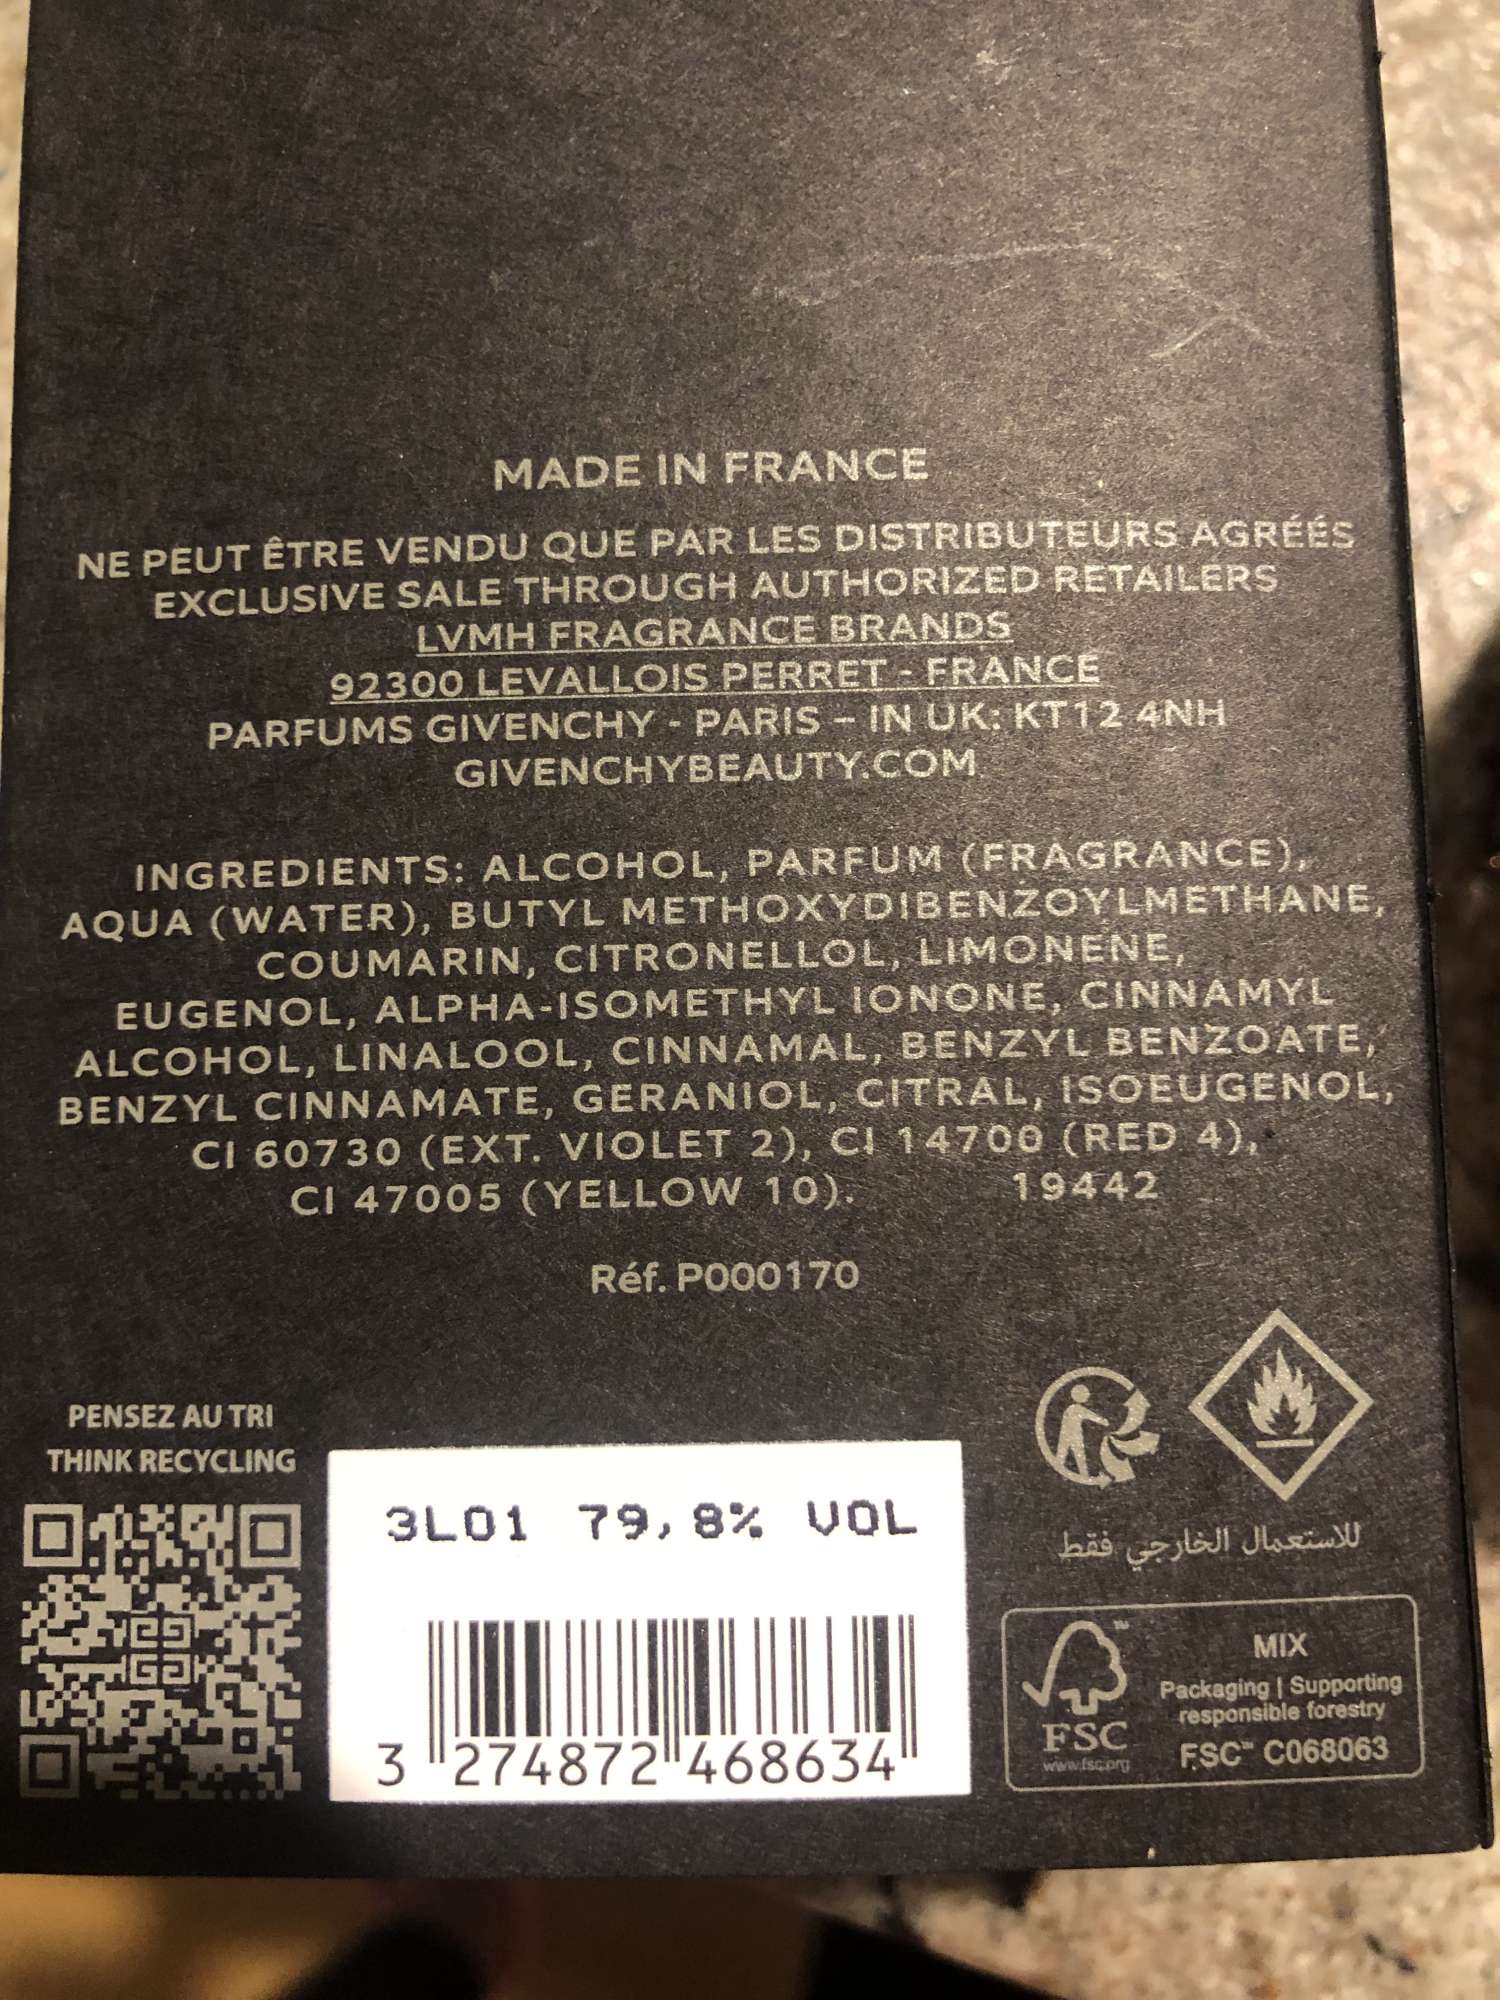 MADE IN FRANCE
NE PEUT ÊTRE VENDU QUE PAR LES DISTRIBUTEURS AGRÉÉS
EXCLUSIVE SALE THROUGH AUTHORIZED RETAILERS
LVMH FRAGRANCE BRANDS
92300 LEVALLOIS PERRET - FRANCE
PARFUMS GIVENCHY - PARIS – IN UK: KT12 4NH
GIVENCHYBEAUTY.COM
INGREDIENTS: ALCOHOL, PARFUM (FRAGRANCE),
AQUA (WATER), BUTYL METHOXYDIBENZOYLMETHANE,
COUMARIN, CITRONELLOL, LIMONENE,
EUGENOL, ALPHA-ISOMETHYL IONONE, CINNAMYL
ALCOHOL, LINALOOL, CINNAMAL, BENZYL BENZOATE,
BENZYL CINNAMATE, GERANIOL, CITRAL, ISOEUGENOL,
CI 60730 (EXT. VIOLET 2), CI 14700 (RED 4),
CI 47005 (YELLOW 10). 19442
Réf. P000170
PENSEZ AU TRI
THINK RECYCLING
3L01 79,8% VOL
3 274872 468634
للاستعمال الخارجي فقط
FSC™
www.fsc.org
MIX
Packaging | Supporting
responsible forestry
FSC™ C068063